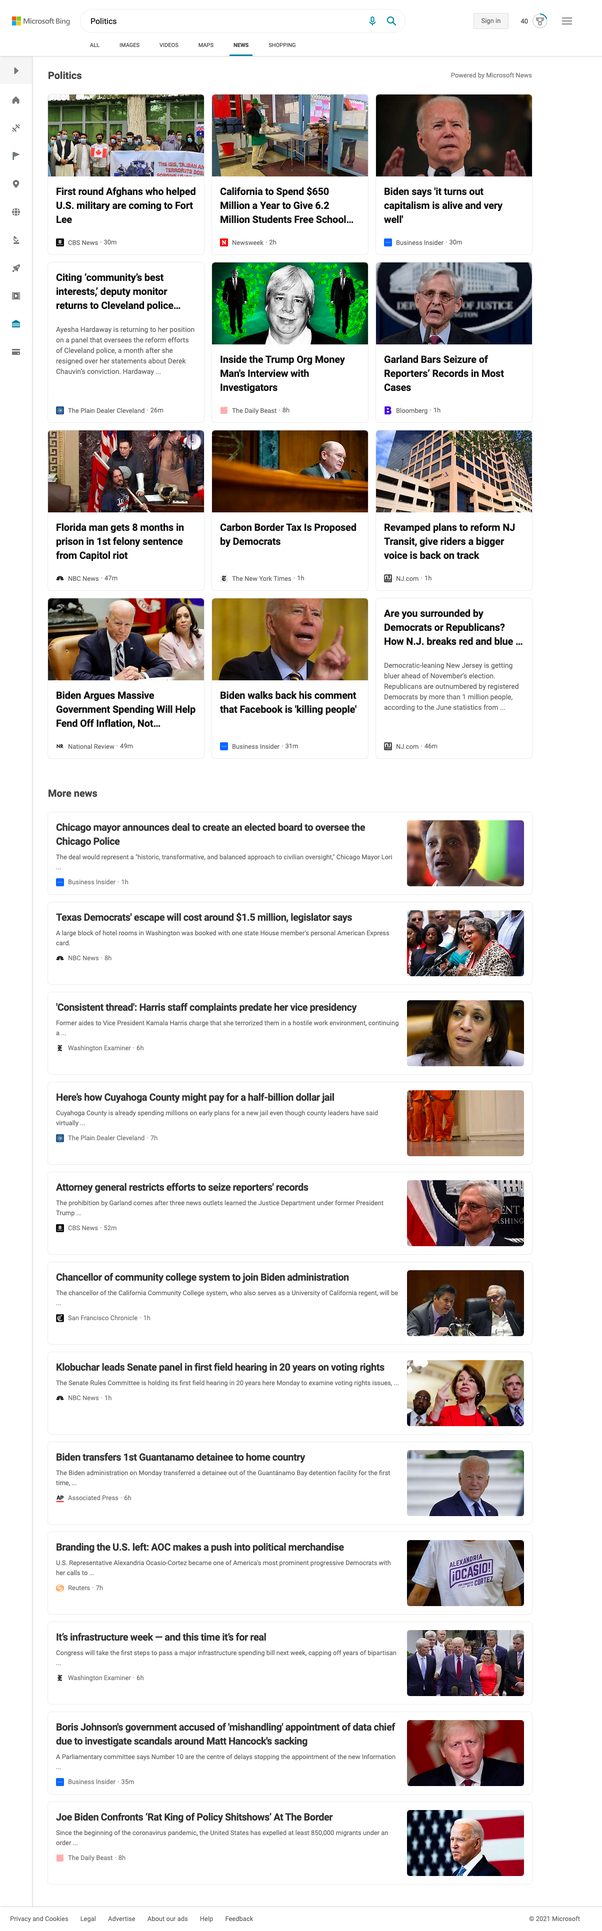 Microsoft Bing
Politics
Sign in
40
ALL
IMAGES
VIDEOS
MAPS
NEWS
SHOPPING
Politics
Powered by Microsoft News
First round Afghans who helped
U.S. military are coming to Fort
Lee
CBS News · 30m
California to Spend $650
Million a Year to Give 6.2
Million Students Free School...
Newsweek · 2h
Biden says 'it turns out
capitalism is alive and very
well'
Business Insider · 30m
Citing ‘community’s best
interests,’ deputy monitor
returns to Cleveland police...
Ayesha Hardaway is returning to her position
on a panel that oversees the reform efforts
of Cleveland police, a month after she
resigned over her statements about Derek
Chauvin's conviction. Hardaway ...
The Plain Dealer Cleveland · 26m
Inside the Trump Org Money
Man's Interview with
Investigators
The Daily Beast · 8h
Garland Bars Seizure of
Reporters’ Records in Most
Cases
Bloomberg · 1h
Florida man gets 8 months in
prison in 1st felony sentence
from Capitol riot
NBC News · 47m
Carbon Border Tax Is Proposed
by Democrats
The New York Times · 1h
Revamped plans to reform NJ
Transit, give riders a bigger
voice is back on track
NJ.com · 1h
Biden Argues Massive
Government Spending Will Help
Fend Off Inflation, Not...
National Review · 49m
Biden walks back his comment
that Facebook is 'killing people'
Business Insider · 31m
Are you surrounded by
Democrats or Republicans?
How N.J. breaks red and blue ...
Democratic-leaning New Jersey is getting
bluer ahead of November's election.
Republicans are outnumbered by registered
Democrats by more than 1 million people,
according to the June statistics from ...
NJ.com · 46m
More news
Chicago mayor announces deal to create an elected board to oversee the
Chicago Police
The deal would represent a "historic, transformative, and balanced approach to civilian oversight," Chicago Mayor Lori
...
Business Insider · 1h
Texas Democrats' escape will cost around $1.5 million, legislator says
A large block of hotel rooms in Washington was booked with one state House member's personal American Express
card.
NBC News · 8h
'Consistent thread': Harris staff complaints predate her vice presidency
Former aides to Vice President Kamala Harris charge that she terrorized them in a hostile work environment, continuing
a ...
Washington Examiner · 6h
Here’s how Cuyahoga County might pay for a half-billion dollar jail
Cuyahoga County is already spending millions on early plans for a new jail even though county leaders have said
virtually ...
The Plain Dealer Cleveland · 7h
Attorney general restricts efforts to seize reporters' records
The prohibition by Garland comes after three news outlets learned the Justice Department under former President
Trump ...
CBS News · 52m
Chancellor of community college system to join Biden administration
The chancellor of the California Community College system, who also serves as a University of California regent, will be
...
San Francisco Chronicle · 1h
Klobuchar leads Senate panel in first field hearing in 20 years on voting rights
The Senate Rules Committee is holding its first field hearing in 20 years here Monday to examine voting rights issues, ...
NBC News · 1h
Biden transfers 1st Guantanamo detainee to home country
The Biden administration on Monday transferred a detainee out of the Guantánamo Bay detention facility for the first
time, ...
Associated Press · 6h
Branding the U.S. left: AOC makes a push into political merchandise
U.S. Representative Alexandria Ocasio-Cortez became one of America's most prominent progressive Democrats with
her calls to ...
Reuters · 7h
ALEXANDRIA
¡OCASIO!
CORTEZ
It’s infrastructure week — and this time it’s for real
Congress will take the first steps to pass a major infrastructure spending bill next week, capping off years of bipartisan
...
Washington Examiner · 6h
Boris Johnson's government accused of 'mishandling' appointment of data chief
due to investigate scandals around Matt Hancock's sacking
A Parliamentary committee says Number 10 are the centre of delays stopping the appointment of the new Information
...
Business Insider · 35m
Joe Biden Confronts ‘Rat King of Policy Shitshows’ At The Border
Since the beginning of the coronavirus pandemic, the United States has expelled at least 850,000 migrants under an
order ...
The Daily Beast · 8h
Privacy and Cookies
Legal
Advertise
About our ads
Help
Feedback
© 2021 Microsoft